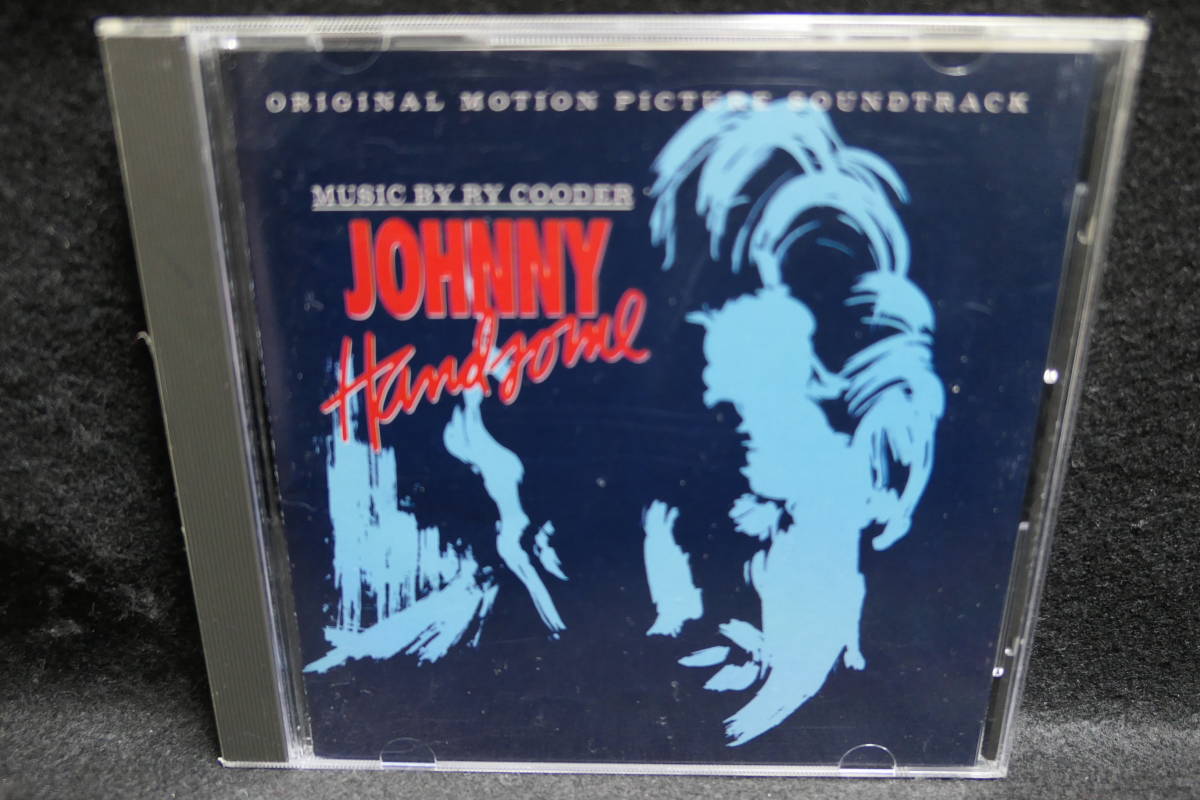 ORIGINAL MOTION PICTURE SOUNDTRACK
MUSIC BY RY COODER
JOHNNY
Handsome